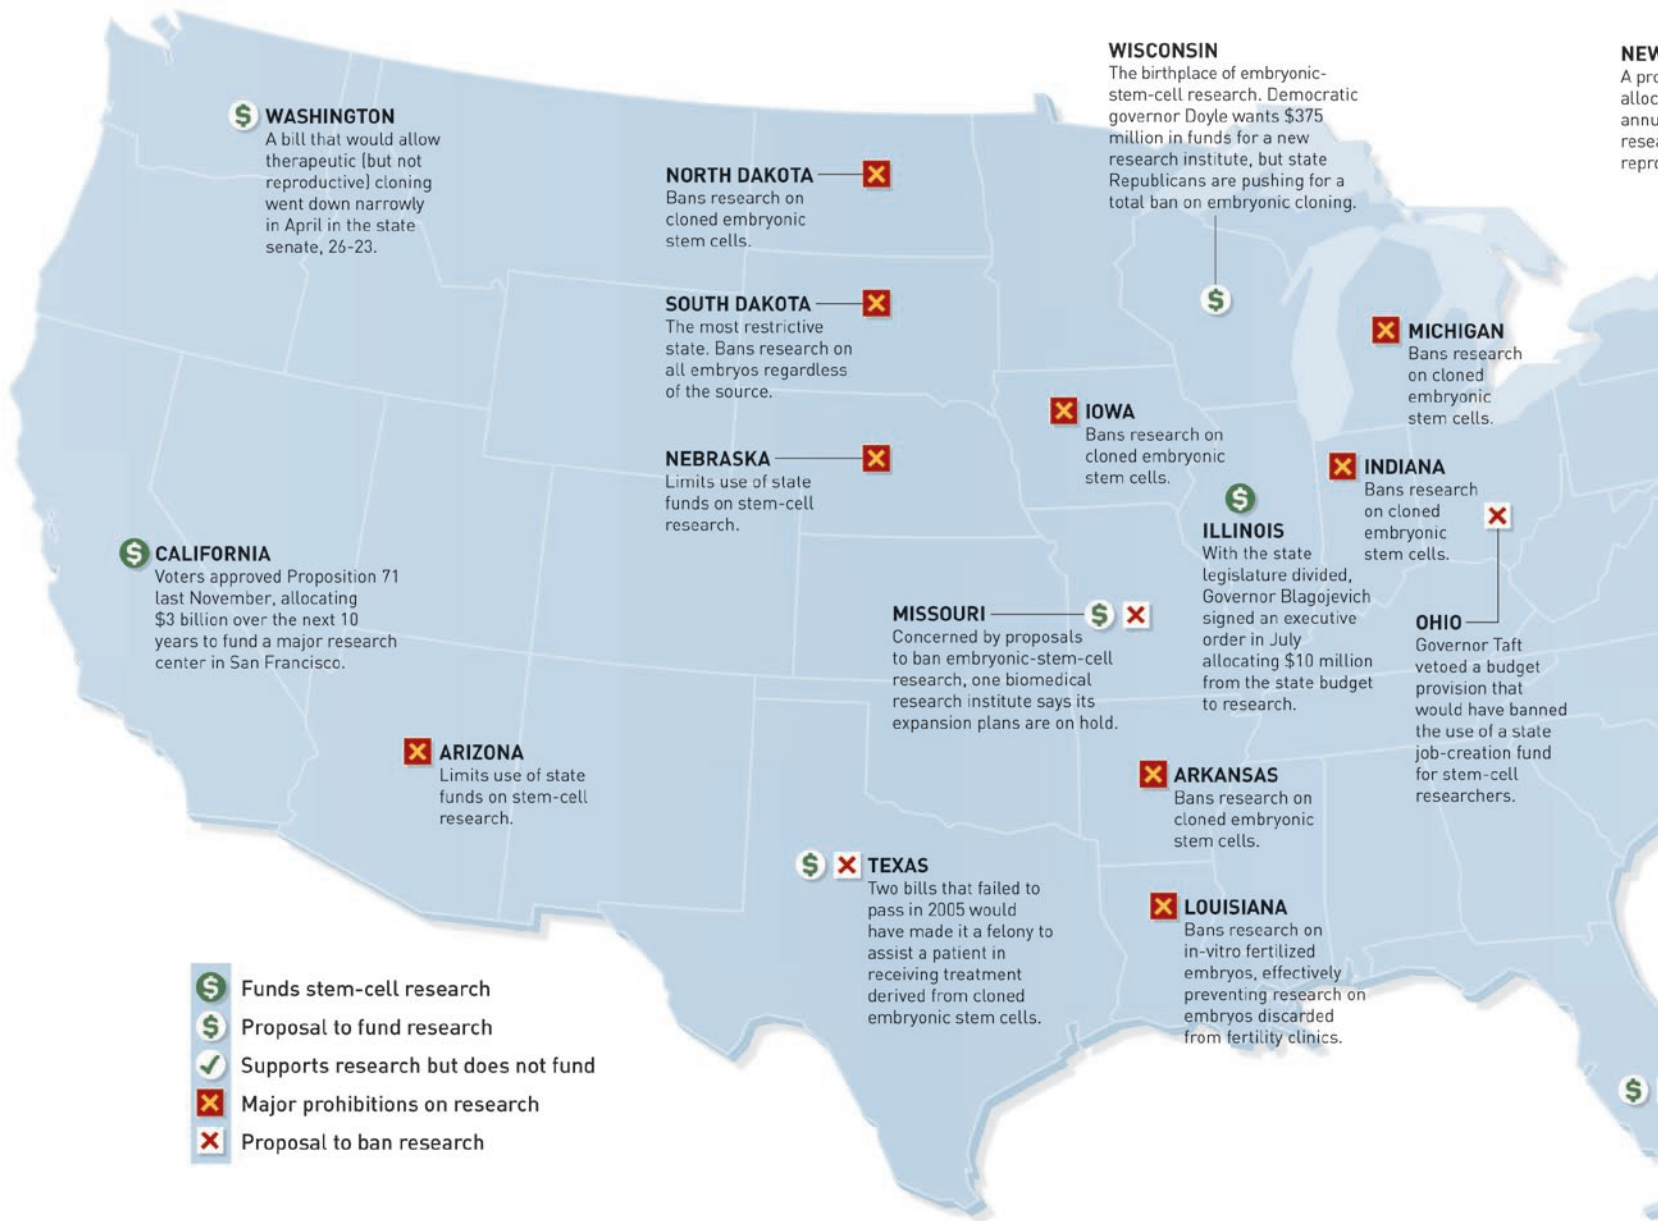 WASHINGTON
A bill that would allow
therapeutic (but not
reproductive) cloning
went down narrowly
in April in the state
senate, 26-23.
NORTH DAKOTA
Bans research on
cloned embryonic
stem cells.
SOUTH DAKOTA
The most restrictive
state. Bans research on
all embryos regardless
of the source.
NEBRASKA
Limits use of state
funds on stem-cell
research.
WISCONSIN
The birthplace of embryonic-
stem-cell research. Democratic
governor Doyle wants $375
million in funds for a new
research institute, but state
Republicans are pushing for a
total ban on embryonic cloning.
NEW
A pro
alloc
annu
resea
repro
MICHIGAN
Bans research
on cloned
embryonic
stem cells.
IOWA
Bans research on
cloned embryonic
stem cells.
INDIANA
Bans research
on cloned
embryonic
stem cells.
ILLINOIS
With the state
legislature divided,
Governor Blagojevich
signed an executive
order in July
allocating $10 million
from the state budget
to research.
OHIO
Governor Taft
vetoed a budget
provision that
would have banned
the use of a state
job-creation fund
for stem-cell
researchers.
CALIFORNIA
Voters approved Proposition 71
last November, allocating
$3 billion over the next 10
years to fund a major research
center in San Francisco.
MISSOURI
Concerned by proposals
to ban embryonic-stem-cell
research, one biomedical
research institute says its
expansion plans are on hold.
ARIZONA
Limits use of state
funds on stem-cell
research.
ARKANSAS
Bans research on
cloned embryonic
stem cells.
TEXAS
Two bills that failed to
pass in 2005 would
have made it a felony to
assist a patient in
receiving treatment
derived from cloned
embryonic stem cells.
LOUISIANA
Bans research on
in-vitro fertilized
embryos, effectively
preventing research on
embryos discarded
from fertility clinics.
$ Funds stem-cell research
$ Proposal to fund research
Supports research but does not fund
Major prohibitions on research
Proposal to ban research